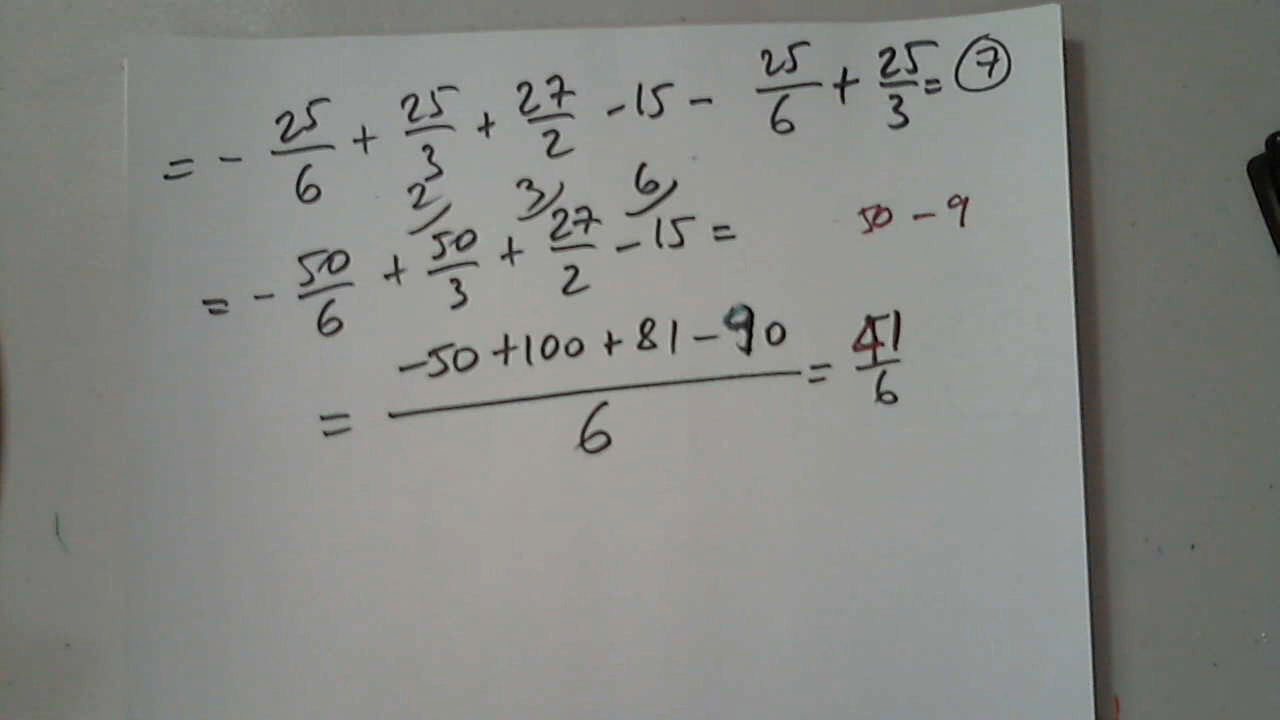 = - 25/6 + 25/3 + 27/2 - 15 - 25/6 + 25/3 = 7
2) 3) 6)
= - 50/6 + 50/3 + 27/2 - 15 =
50 - 9
= (-50 + 100 + 81 - 90)/6 = 41/6